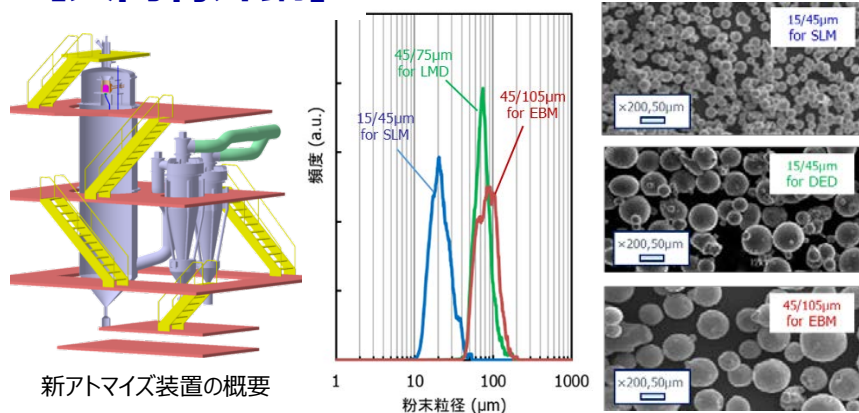 新アトマイズ装置の概要
45/75μm
for LMD
45/105μm
for EBM
15/45μm
for SLM
頻度 (a.u.)
1
10
100
1000
粉末粒径 (μm)
15/45μm
for SLM
×200,50μm
15/45μm
for DED
×200,50μm
45/105μm
for EBM
×200,50μm